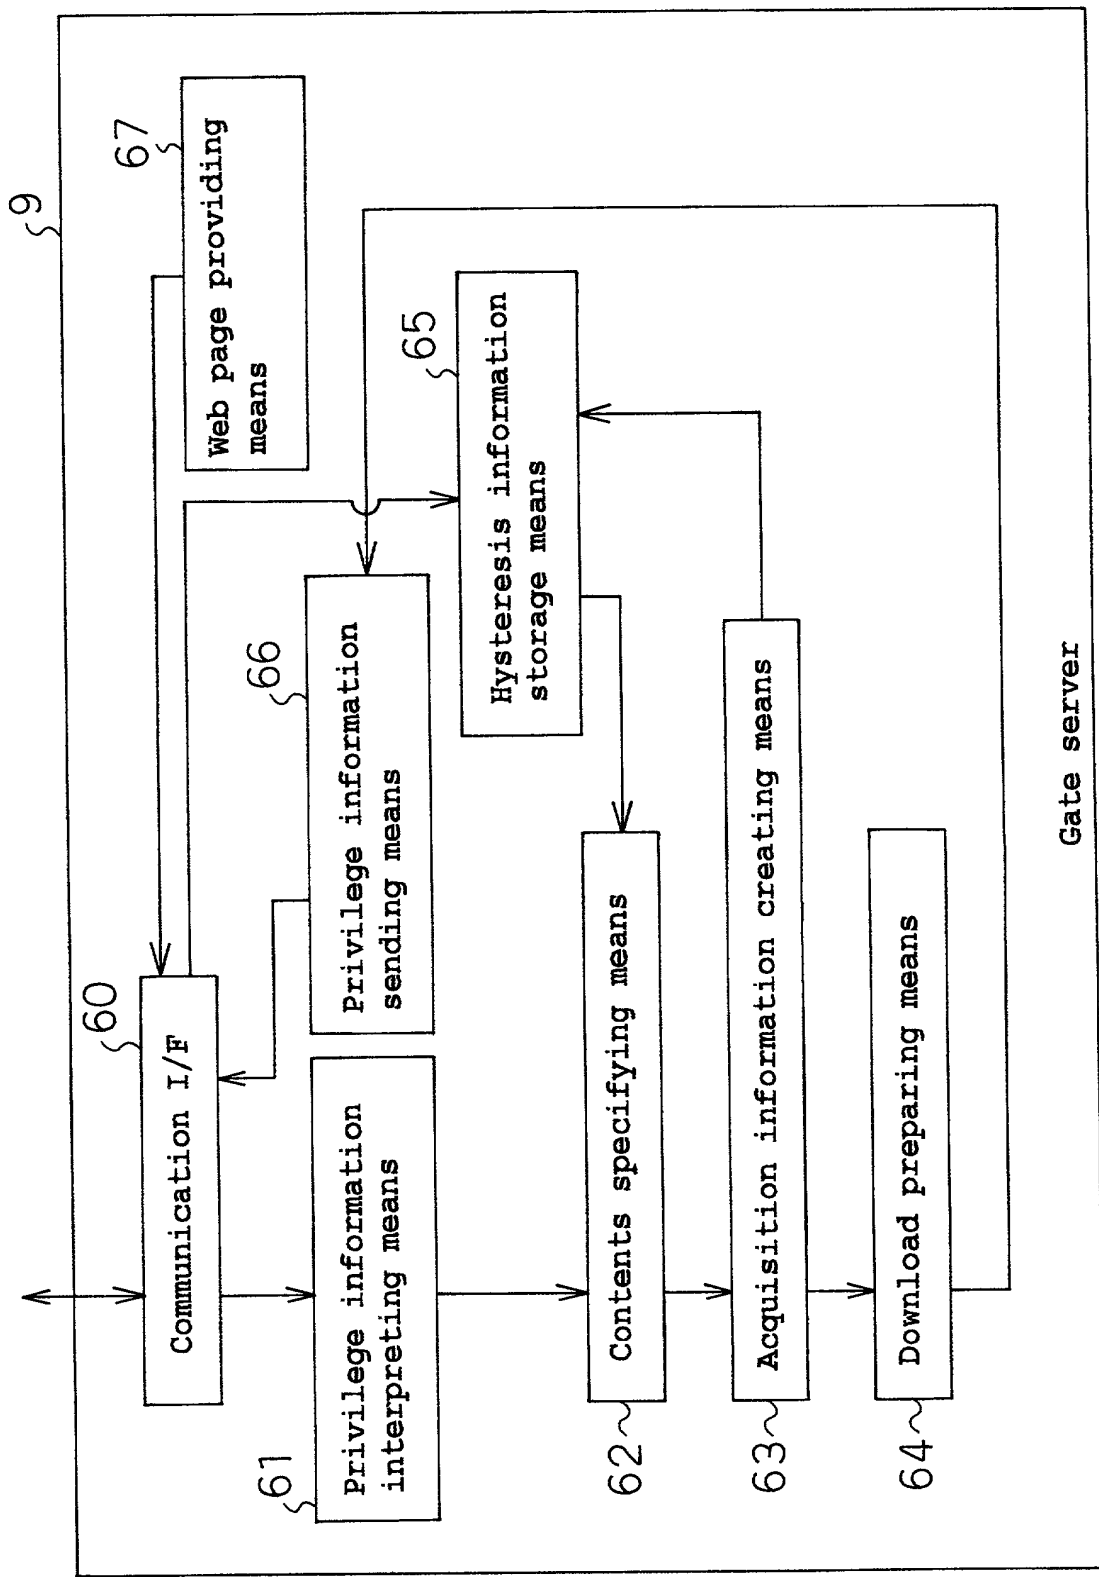 9
60
Communication I/F
67
Web page providing
means
61
Privilege information
interpreting means
66
Privilege information
sending means
65
Hysteresis information
storage means
62
Contents specifying means
63
Acquisition information creating means
64
Download preparing means
Gate server